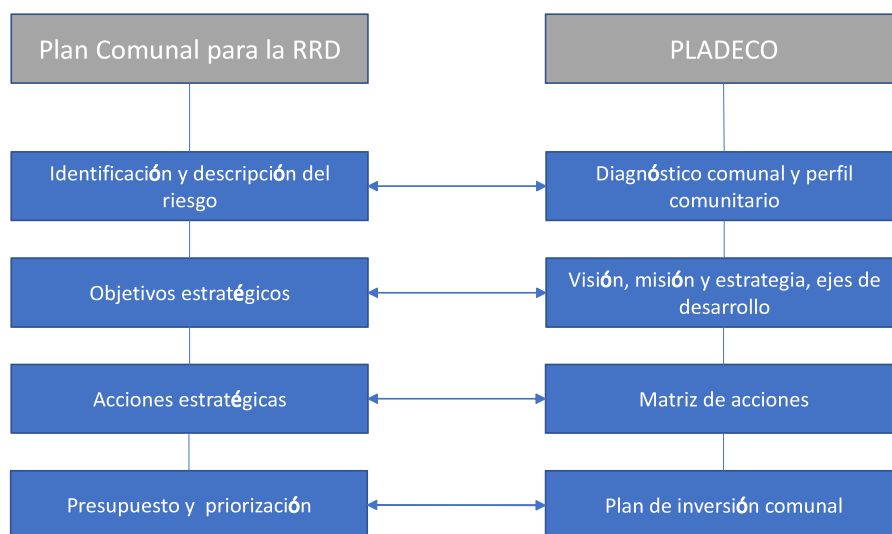 Plan Comunal para la RRD
PLADECO
Identificación y descripción del
riesgo
Diagnóstico comunal y perfil
comunitario
Objetivos estratégicos
Visión, misión y estrategia, ejes de
desarrollo
Acciones estratégicas
Matriz de acciones
Presupuesto y priorización
Plan de inversión comunal